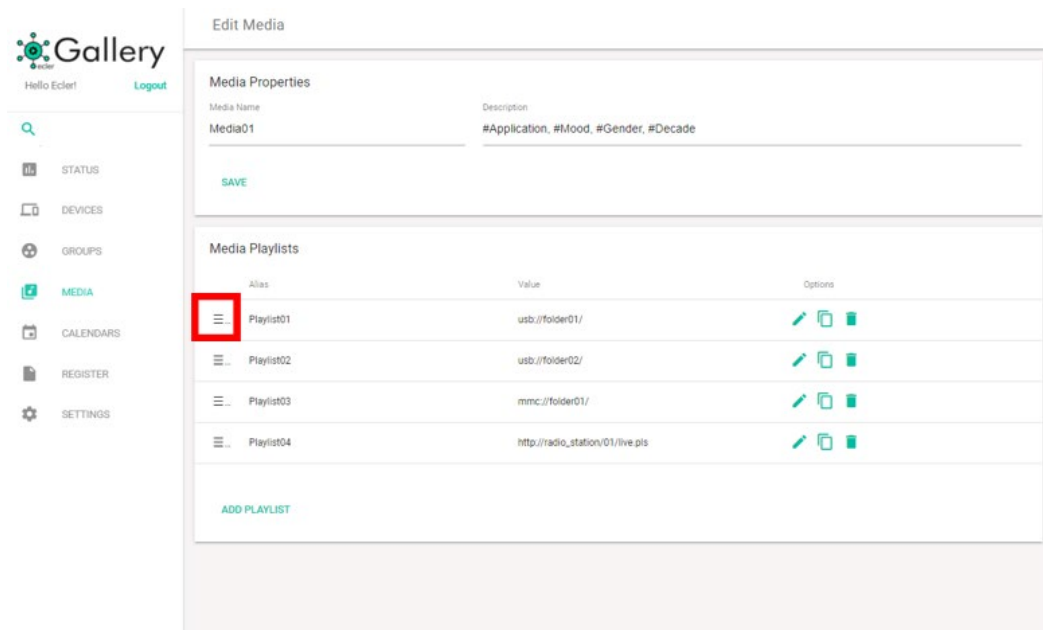 ecler Gallery
Hello Ecler! Logout
STATUS
DEVICES
GROUPS
MEDIA
CALENDARS
REGISTER
SETTINGS
Edit Media
Media Properties
Media Name Description
Media01 #Application, #Mood, #Gender, #Decade
SAVE
Media Playlists
Alias Value Options
Playlist01 usb://folder01/
Playlist02 usb://folder02/
Playlist03 mmc://folder01/
Playlist04 http://radio_station/01/live.pls
ADD PLAYLIST